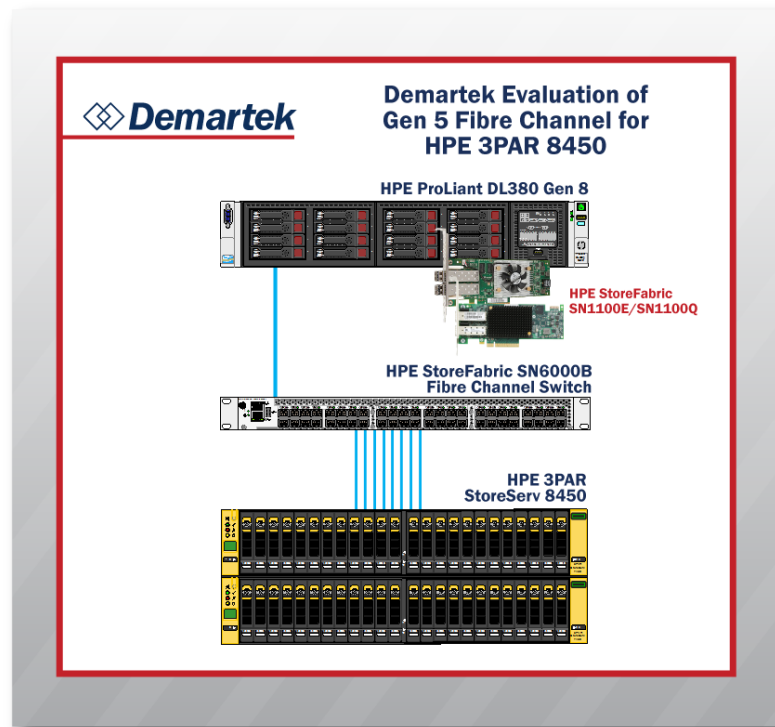 Demartek
Demartek Evaluation of
Gen 5 Fibre Channel for
HPE 3PAR 8450
HPE ProLiant DL380 Gen 8
HPE StoreFabric
SN1100E/SN1100Q
HPE StoreFabric SN6000B
Fibre Channel Switch
HPE 3PAR
StoreServ 8450